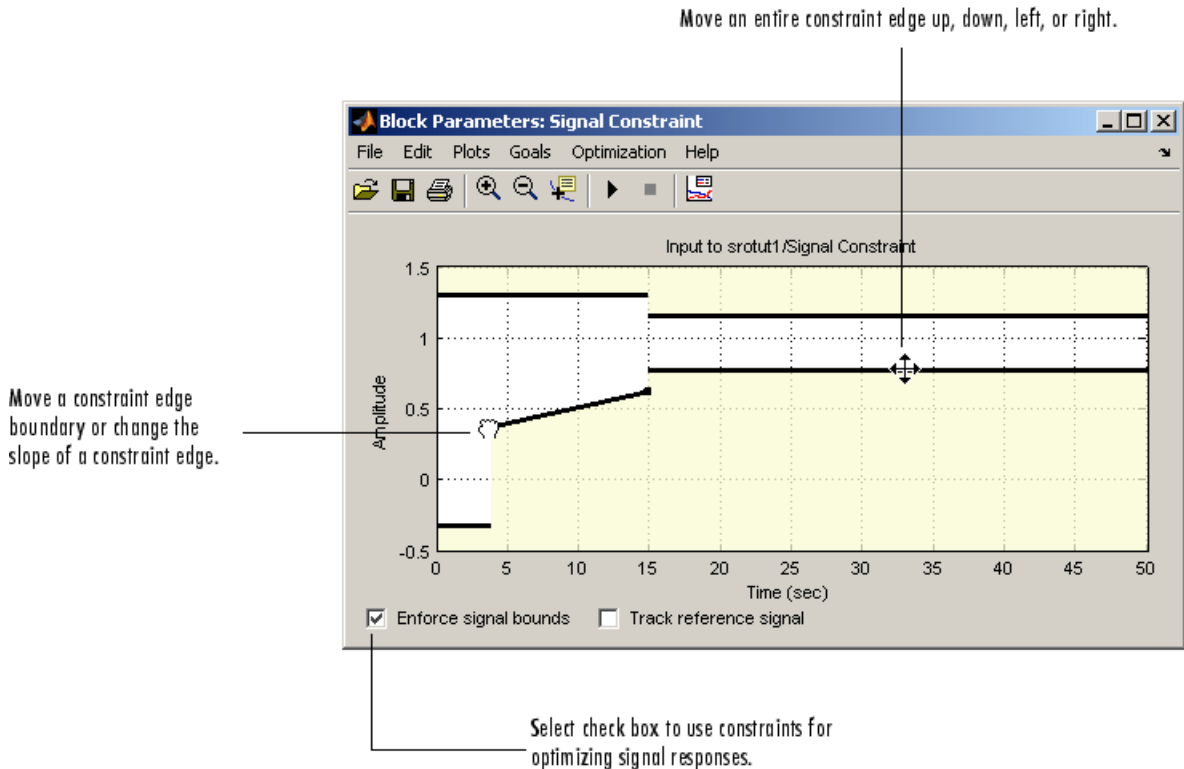 Move an entire constraint edge up, down, left, or right.
Block Parameters: Signal Constraint
File Edit Plots Goals Optimization Help
Input to srotut1/Signal Constraint
1.5
1
0.5
0
-0.5
Amplitude
Move a constraint edge
boundary or change the
slope of a constraint edge.
0 5 10 15 20 25 30 35 40 45 50
Time (sec)
Enforce signal bounds Track reference signal
Select check box to use constraints for
optimizing signal responses.